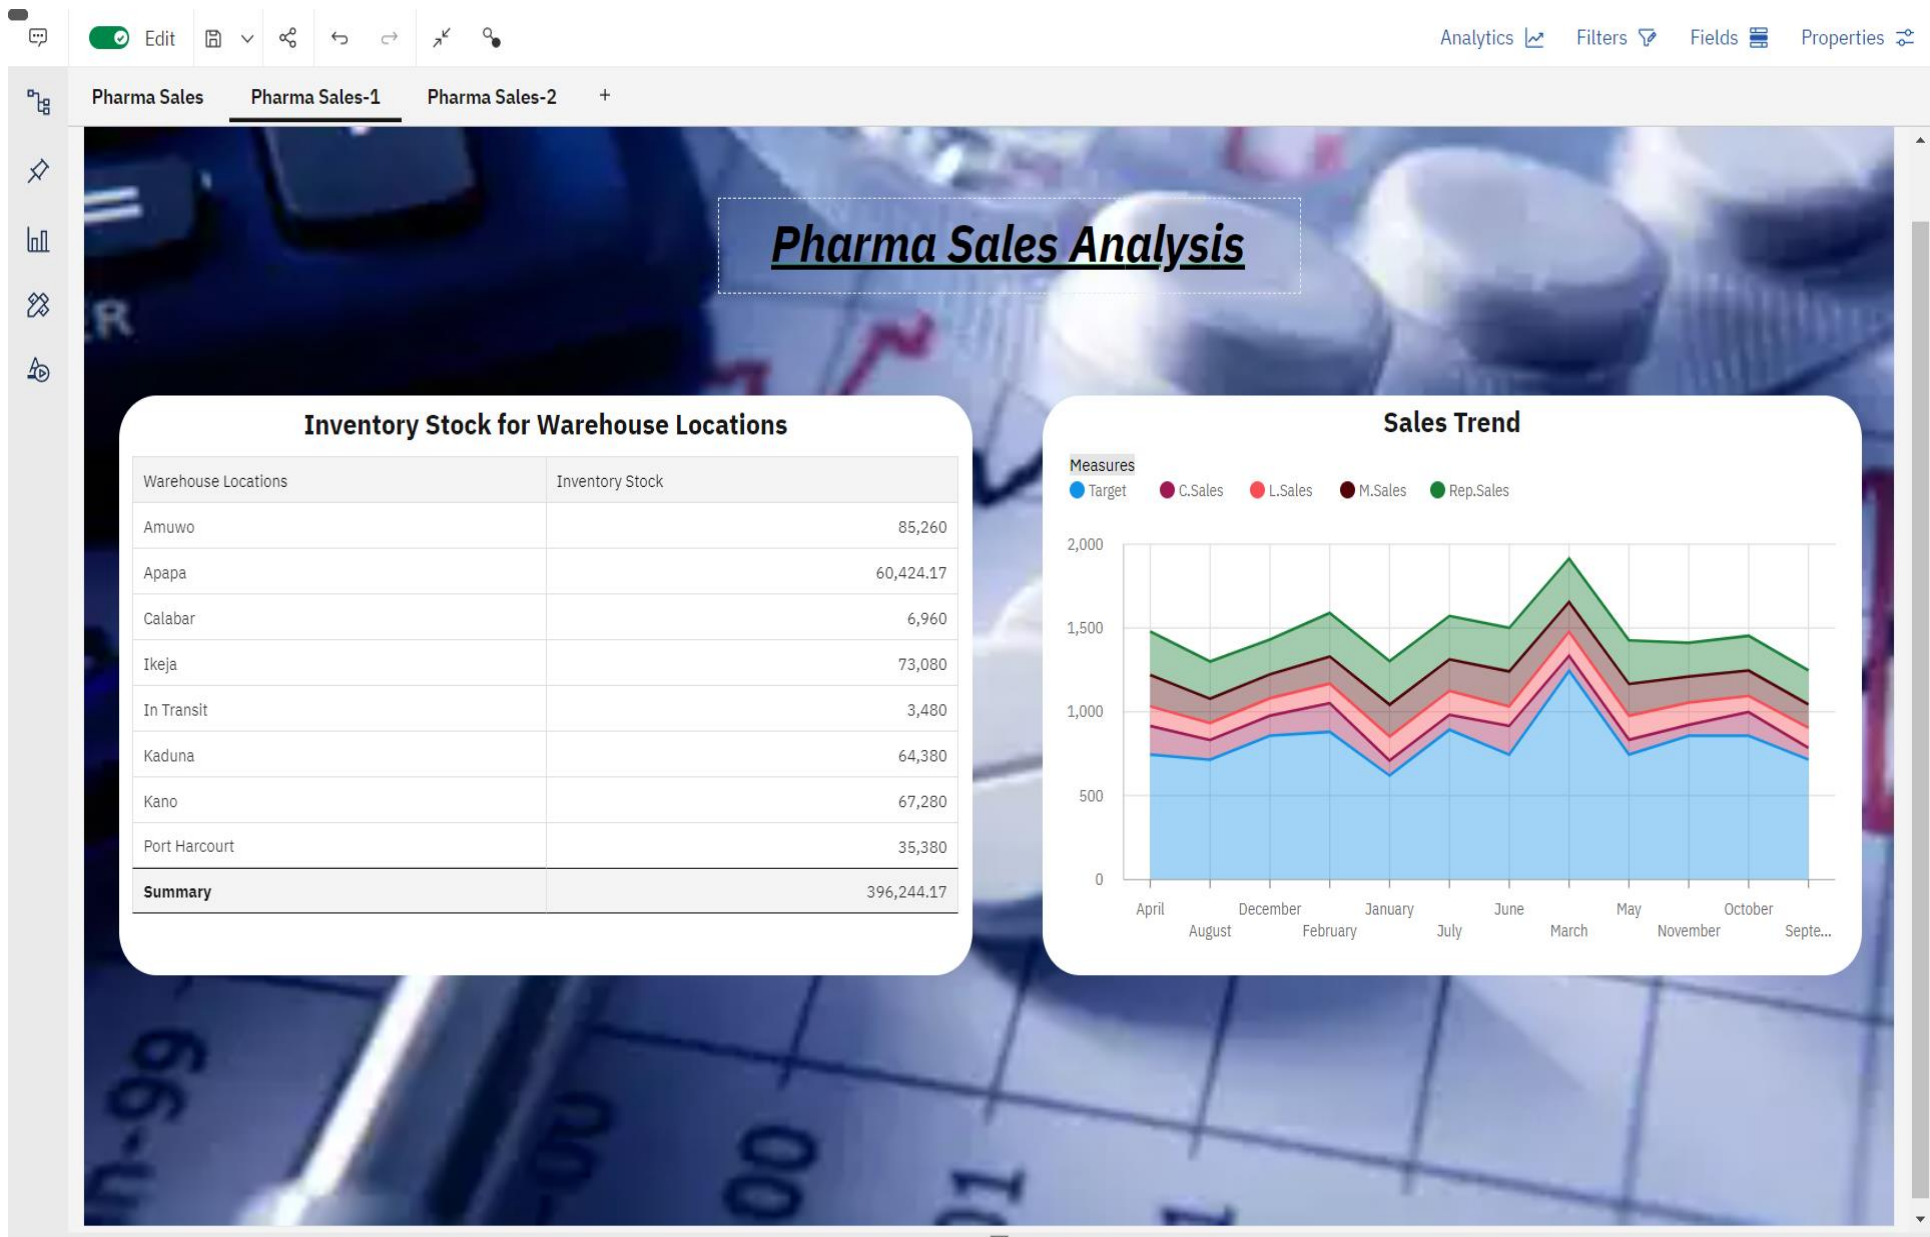 Edit
Analytics
Filters
Fields
Properties
Pharma Sales
Pharma Sales-1
Pharma Sales-2
+
Pharma Sales Analysis
R
Inventory Stock for Warehouse Locations
Warehouse Locations Inventory Stock
Amuwo 85,260
Apapa 60,424.17
Calabar 6,960
Ikeja 73,080
In Transit 3,480
Kaduna 64,380
Kano 67,280
Port Harcourt 35,380
Summary 396,244.17
Sales Trend
Measures
Target C.Sales L.Sales M.Sales Rep.Sales
2,000
1,500
1,000
500
0
April December January June May October
August February July March November Septe...
n-99
-00
00
01